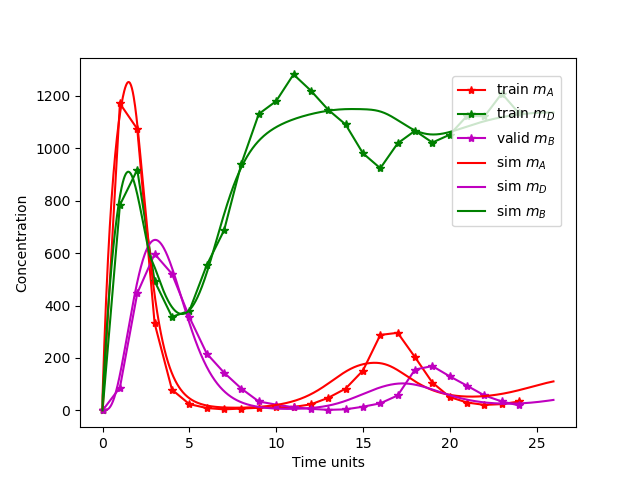 1200
1000
800
600
400
200
0
Concentration
0 5 10 15 20 25
Time units
train m_A
train m_D
valid m_B
sim m_A
sim m_D
sim m_B